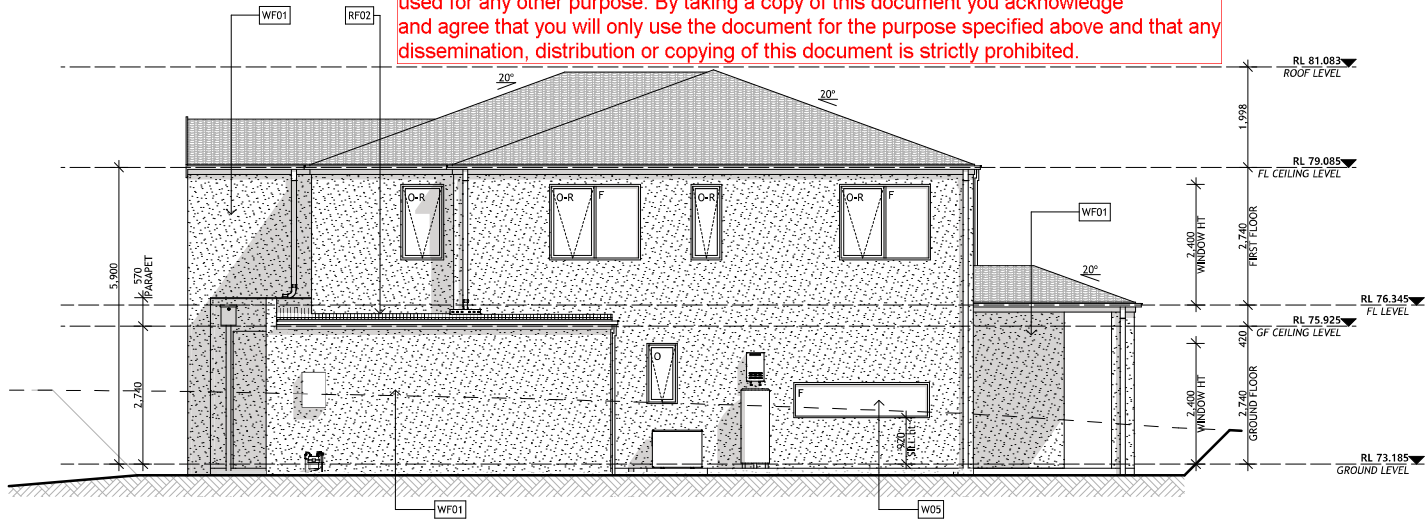 used for any other purpose. By taking a copy of this document you acknowledge
and agree that you will only use the document for the purpose specified above and that any
dissemination, distribution or copying of this document is strictly prohibited.
WF01
RF02
RL 81.083
ROOF LEVEL
20°
20°
1,998
RL 79.085
FL CEILING LEVEL
O-R
O-R
F
O-R
O-R
F
WF01
2,400
WINDOW HT
2,740
FIRST FLOOR
5,900
570
PARAPET
20°
RL 76.345
FL LEVEL
RL 75.925
GF CEILING LEVEL
420
O
F
2,740
920
SILL HT
2,400
WINDOW HT
2,740
GROUND FLOOR
RL 73.185
GROUND LEVEL
WF01
W05